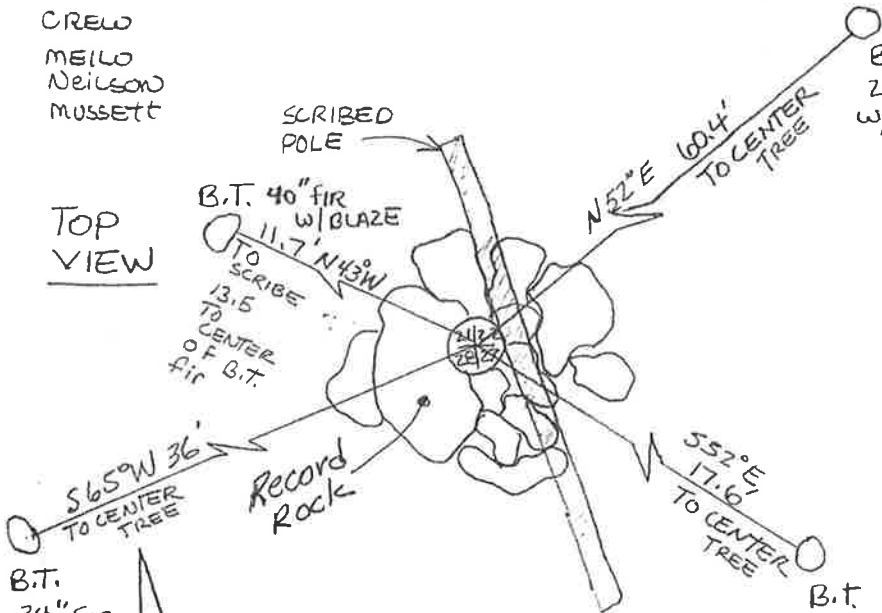 CREW
MEILO
Neilson
MUSSETT
SCRIBED
POLE
TOP
VIEW
B.T. 40" fir
W/BLAZE
11.7' N43°W
TO
SCRIBE
13.5
TO
CENTER
OF B.T.
fir
N52°E 60.4'
TO CENTER
TREE
B
2
W/
21|22
28|27
S65°W 36'
TO CENTER
TREE
B.T.
Record
Rock
S52°E,
17.6'
TO CENTER
TREE
B.T.